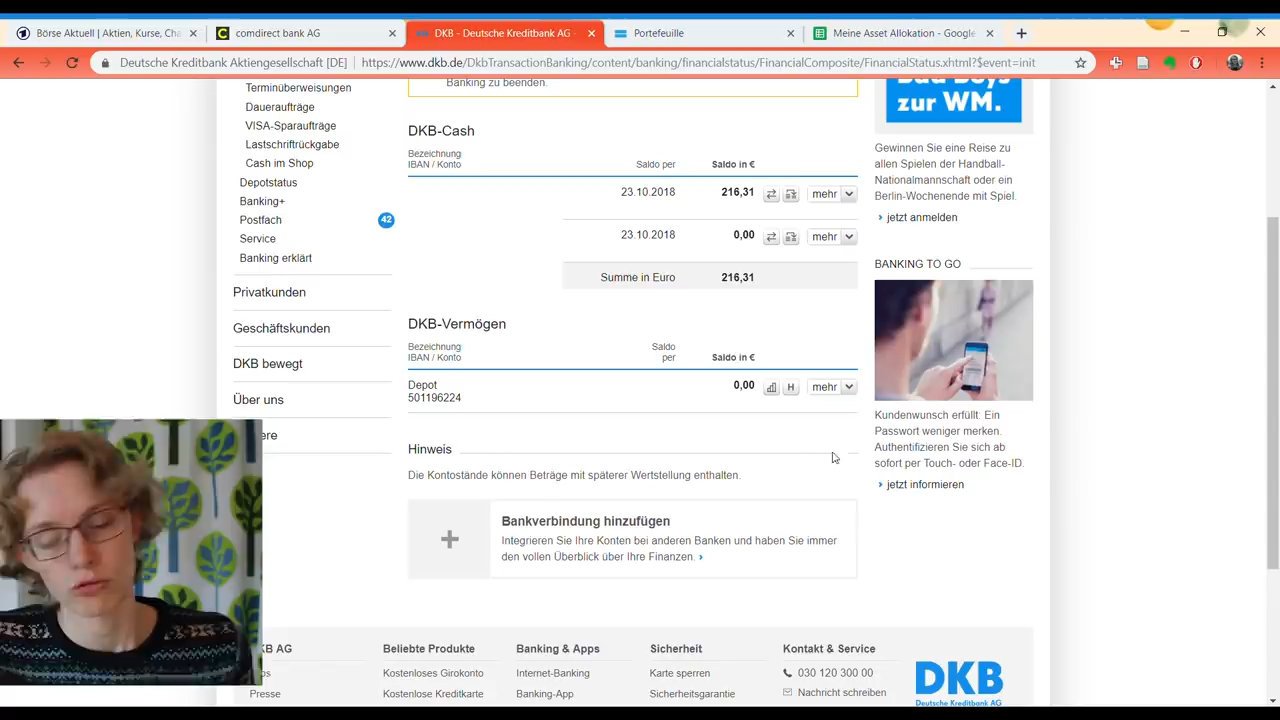 Börse Aktuell | Aktien, Kurse, Cha
comdirect bank AG
DKB - Deutsche Kreditbank AG -
Portefeuille
Meine Asset Allokation - Google
Deutsche Kreditbank Aktiengesellschaft [DE]
https://www.dkb.de/DkbTransactionBanking/content/banking/financialstatus/FinancialComposite/FinancialStatus.xhtml?$event=init
Terminüberweisungen
Daueraufträge
VISA-Sparaufträge
Lastschriftrückgabe
Cash im Shop
Depotstatus
Banking+
Postfach
42
Service
Banking erklärt
Privatkunden
Geschäftskunden
DKB bewegt
Über uns
ere
Banking zu beenden.
DKB-Cash
Bezeichnung
IBAN / Konto
Saldo per
Saldo in €
23.10.2018 216,31 mehr
23.10.2018 0,00 mehr
Summe in Euro 216,31
DKB-Vermögen
Bezeichnung
IBAN / Konto
Saldo
per
Saldo in €
Depot
501196224
0,00 H mehr
Hinweis
Die Kontostände können Beträge mit späterer Wertstellung enthalten.
Bankverbindung hinzufügen
Integrieren Sie Ihre Konten bei anderen Banken und haben Sie immer
den vollen Überblick über Ihre Finanzen.
zur WM.
Gewinnen Sie eine Reise zu
allen Spielen der Handball-
Nationalmannschaft oder ein
Berlin-Wochenende mit Spiel.
jetzt anmelden
BANKING TO GO
Kundenwunsch erfüllt: Ein
Passwort weniger merken.
Authentifizieren Sie sich ab
sofort per Touch- oder Face-ID.
jetzt informieren
KB AG
Presse
Beliebte Produkte
Kostenloses Girokonto
Kostenlose Kreditkarte
Banking & Apps
Internet-Banking
Banking-App
Sicherheit
Karte sperren
Sicherheitsgarantie
Kontakt & Service
030 120 300 00
Nachricht schreiben
DKB
Deutsche Kreditbank AG